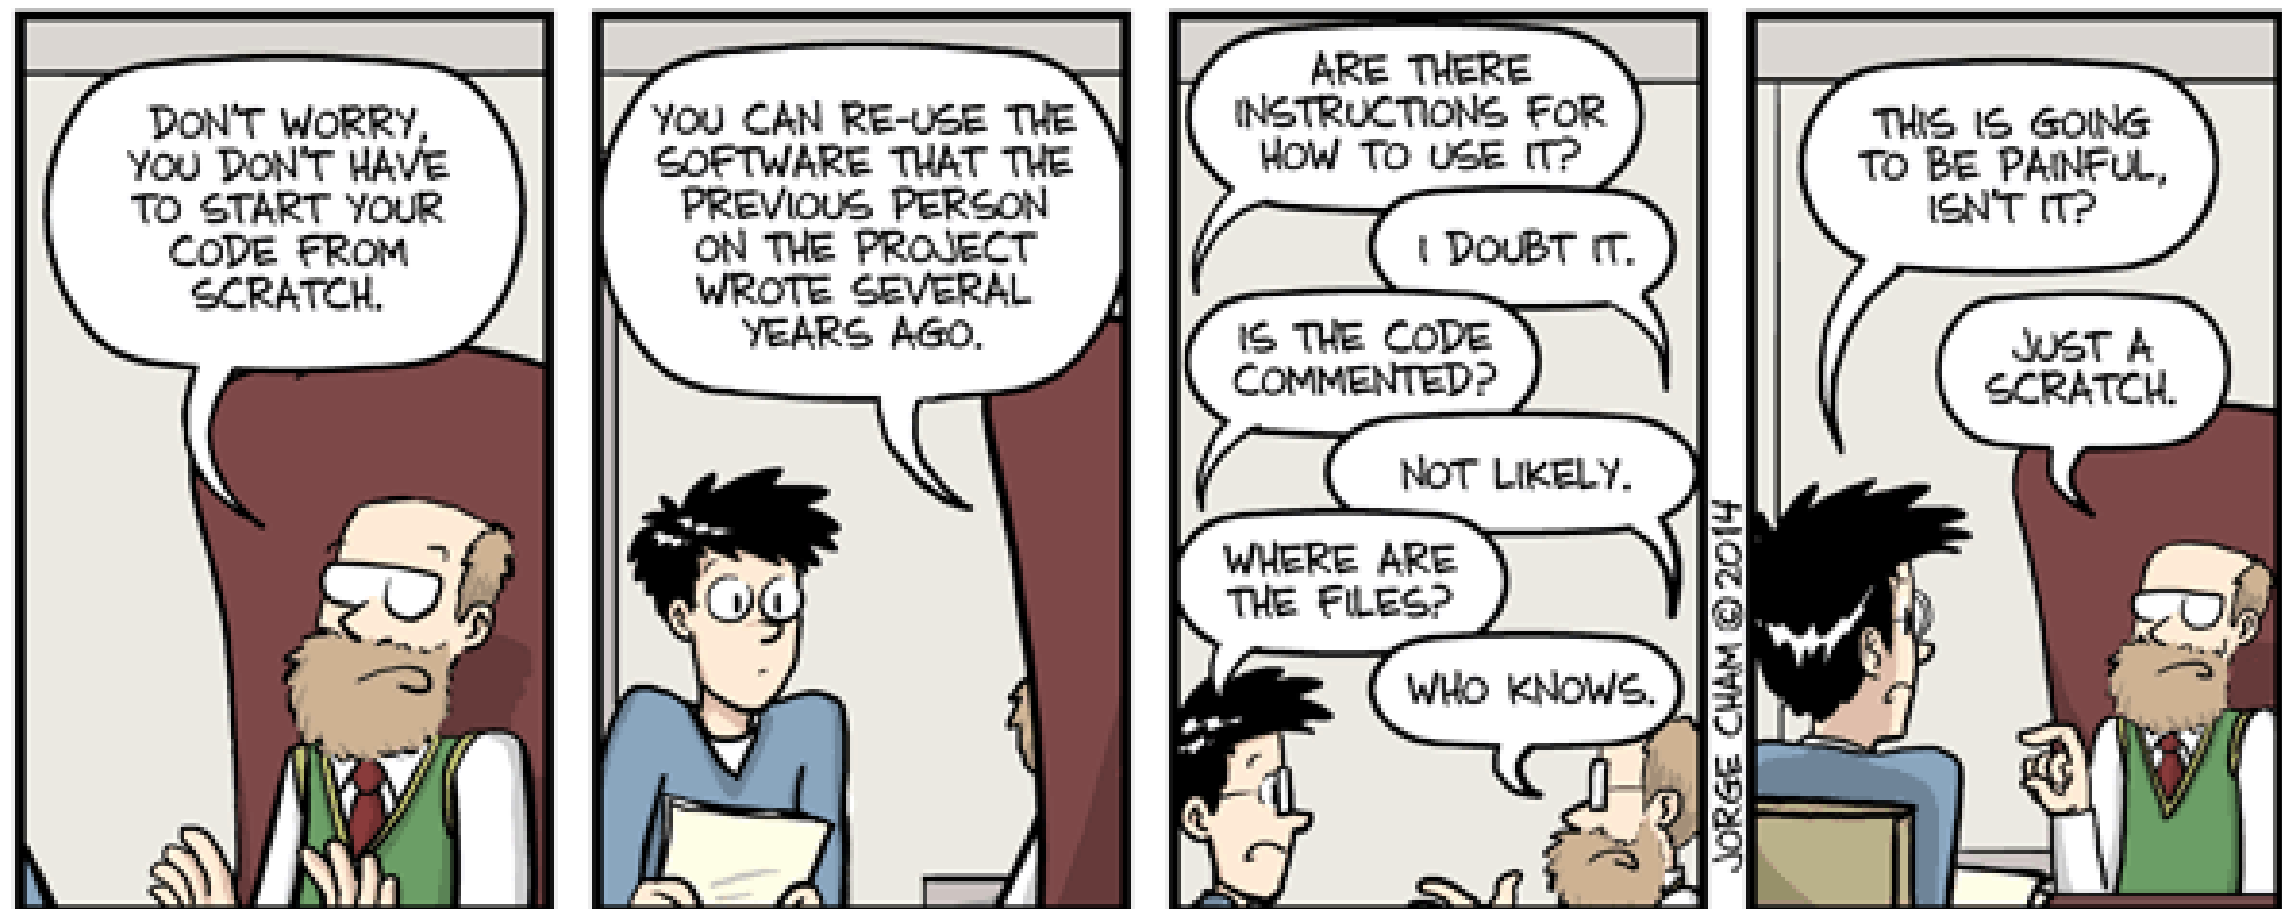 DON'T WORRY,
YOU DON'T HAVE
TO START YOUR
CODE FROM
SCRATCH.
YOU CAN RE-USE THE
SOFTWARE THAT THE
PREVIOUS PERSON
ON THE PROJECT
WROTE SEVERAL
YEARS AGO.
ARE THERE
INSTRUCTIONS FOR
HOW TO USE IT?
I DOUBT IT.
IS THE CODE
COMMENTED?
NOT LIKELY.
WHERE ARE
THE FILES?
WHO KNOWS.
JORGE CHAM © 2014
THIS IS GOING
TO BE PAINFUL,
ISN'T IT?
JUST A
SCRATCH.